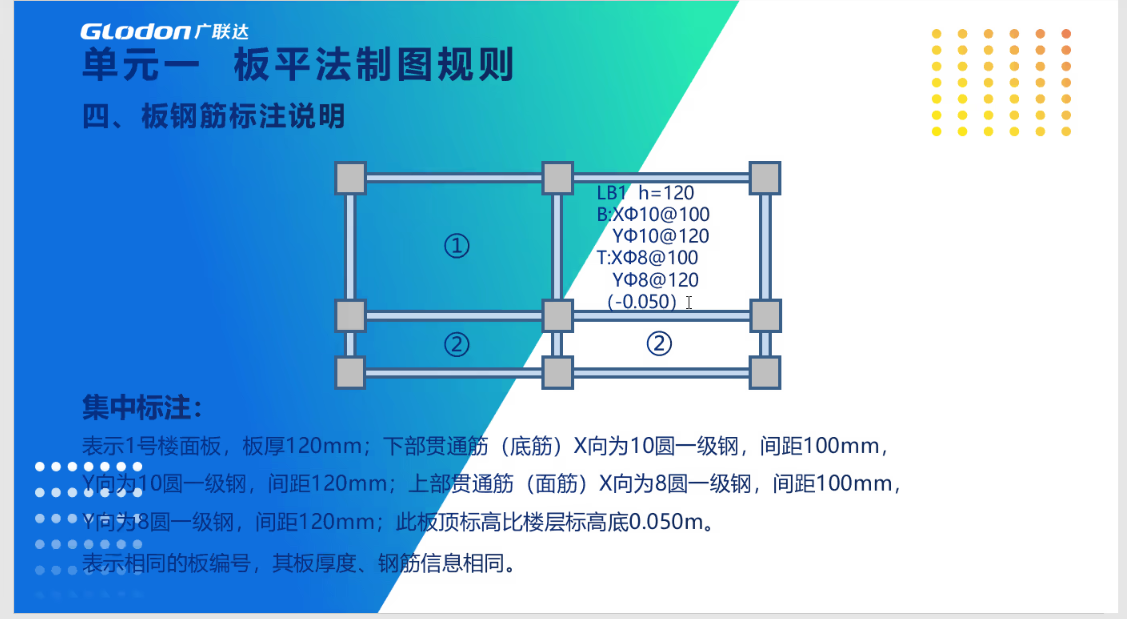 GLodon广联达
单元一 板平法制图规则
四、板钢筋标注说明
LB1 h=120
B:XΦ10@100
YΦ10@120
T:XΦ8@100
YΦ8@120
（-0.050）
①
②
②
集中标注：
表示1号楼面板，板厚120mm；下部贯通筋（底筋）X向为10圆一级钢，间距100mm，
Y向为10圆一级钢，间距120mm；上部贯通筋（面筋）X向为8圆一级钢，间距100mm，
Y向为8圆一级钢，间距120mm；此板顶标高比楼层标高底0.050m。
表示相同的板编号，其板厚度、钢筋信息相同。